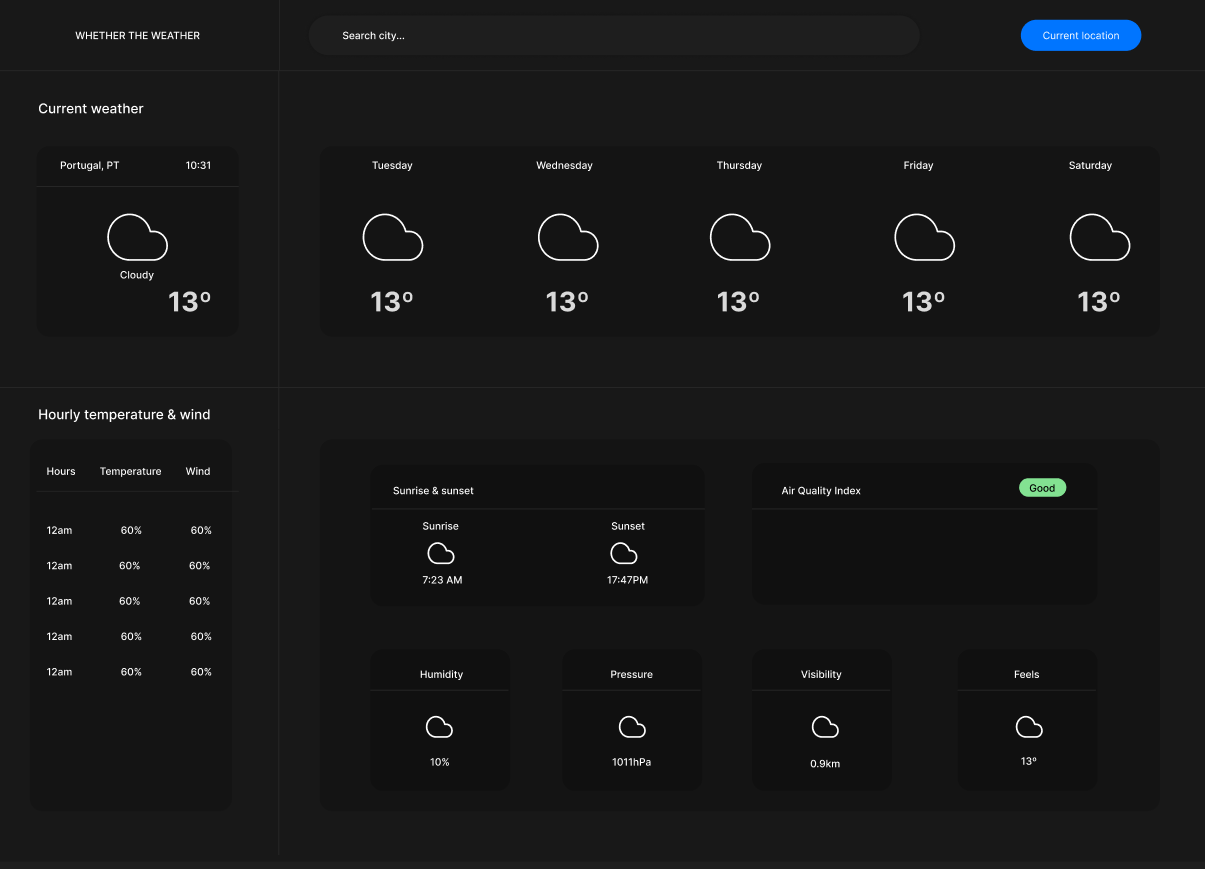 WHETHER THE WEATHER
Search city...
Current location
Current weather
Portugal, PT 10:31
Cloudy
13º
Tuesday Wednesday Thursday Friday Saturday
13º 13º 13º 13º 13º
Hourly temperature & wind
Hours Temperature Wind
12am 60% 60%
12am 60% 60%
12am 60% 60%
12am 60% 60%
12am 60% 60%
Sunrise & sunset
Sunrise Sunset
7:23 AM 17:47PM
Air Quality Index Good
Humidity Pressure Visibility Feels
10% 1011hPa 0.9km 13º